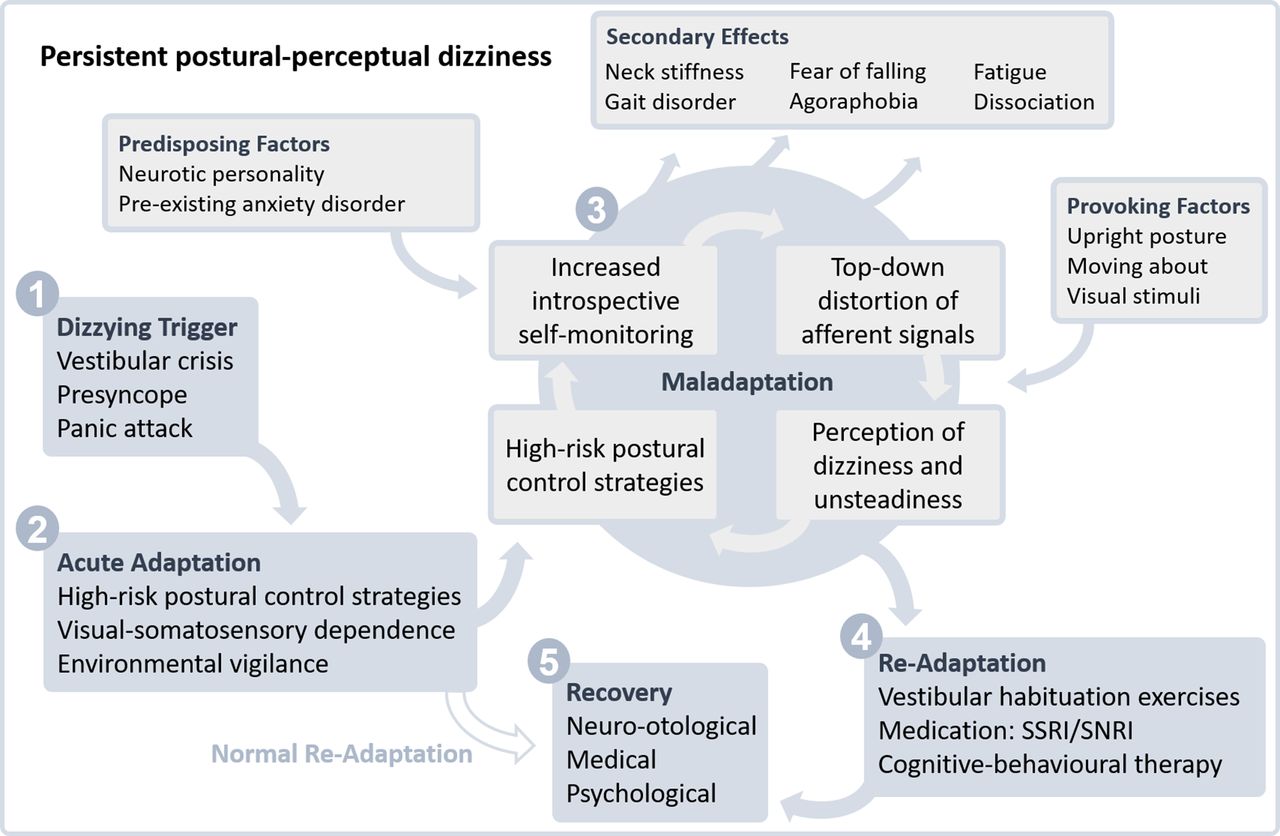 Persistent postural-perceptual dizziness
Secondary Effects
Neck stiffness
Fear of falling
Fatigue
Gait disorder
Agoraphobia
Dissociation
Predisposing Factors
Neurotic personality
Pre-existing anxiety disorder
Provoking Factors
Upright posture
Moving about
Visual stimuli
1
Dizzying Trigger
Vestibular crisis
Presyncope
Panic attack
3
Increased
introspective
self-monitoring
Top-down
distortion of
afferent signals
Maladaptation
High-risk postural
control strategies
Perception of
dizziness and
unsteadiness
2
Acute Adaptation
High-risk postural control strategies
Visual-somatosensory dependence
Environmental vigilance
Normal Re-Adaptation
5
Recovery
Neuro-otological
Medical
Psychological
4
Re-Adaptation
Vestibular habituation exercises
Medication: SSRI/SNRI
Cognitive-behavioural therapy